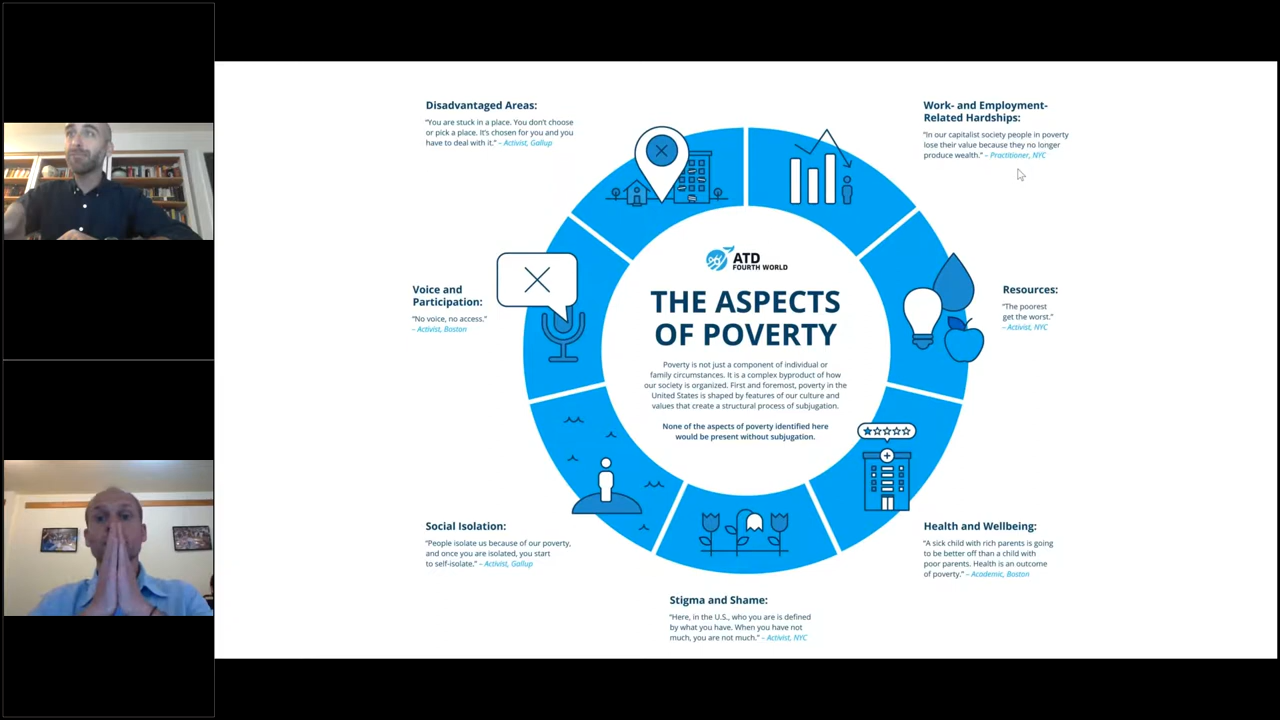 Disadvantaged Areas:
"You are stuck in a place. You don't choose
or pick a place. It's chosen for you and you
have to deal with it." – Activist, Gallup
Work- and Employment-
Related Hardships:
"In our capitalist society people in poverty
lose their value because they no longer
produce wealth." – Practitioner, NYC
Voice and
Participation:
"No voice, no access."
– Activist, Boston
ATD
FOURTH WORLD
THE ASPECTS
OF POVERTY
Poverty is not just a component of individual or
family circumstances. It is a complex byproduct of how
our society is organized. First and foremost, poverty in the
United States is shaped by features of our culture and
values that create a structural process of subjugation.
None of the aspects of poverty identified here
would be present without subjugation.
Resources:
"The poorest
get the worst."
– Activist, NYC
Social Isolation:
"People isolate us because of our poverty,
and once you are isolated, you start
to self-isolate." – Activist, Gallup
Health and Wellbeing:
"A sick child with rich parents is going
to be better off than a child with
poor parents. Health is an outcome
of poverty." – Academic, Boston
Stigma and Shame:
"Here, in the U.S., who you are is defined
by what you have. When you have not
much, you are not much." – Activist, NYC